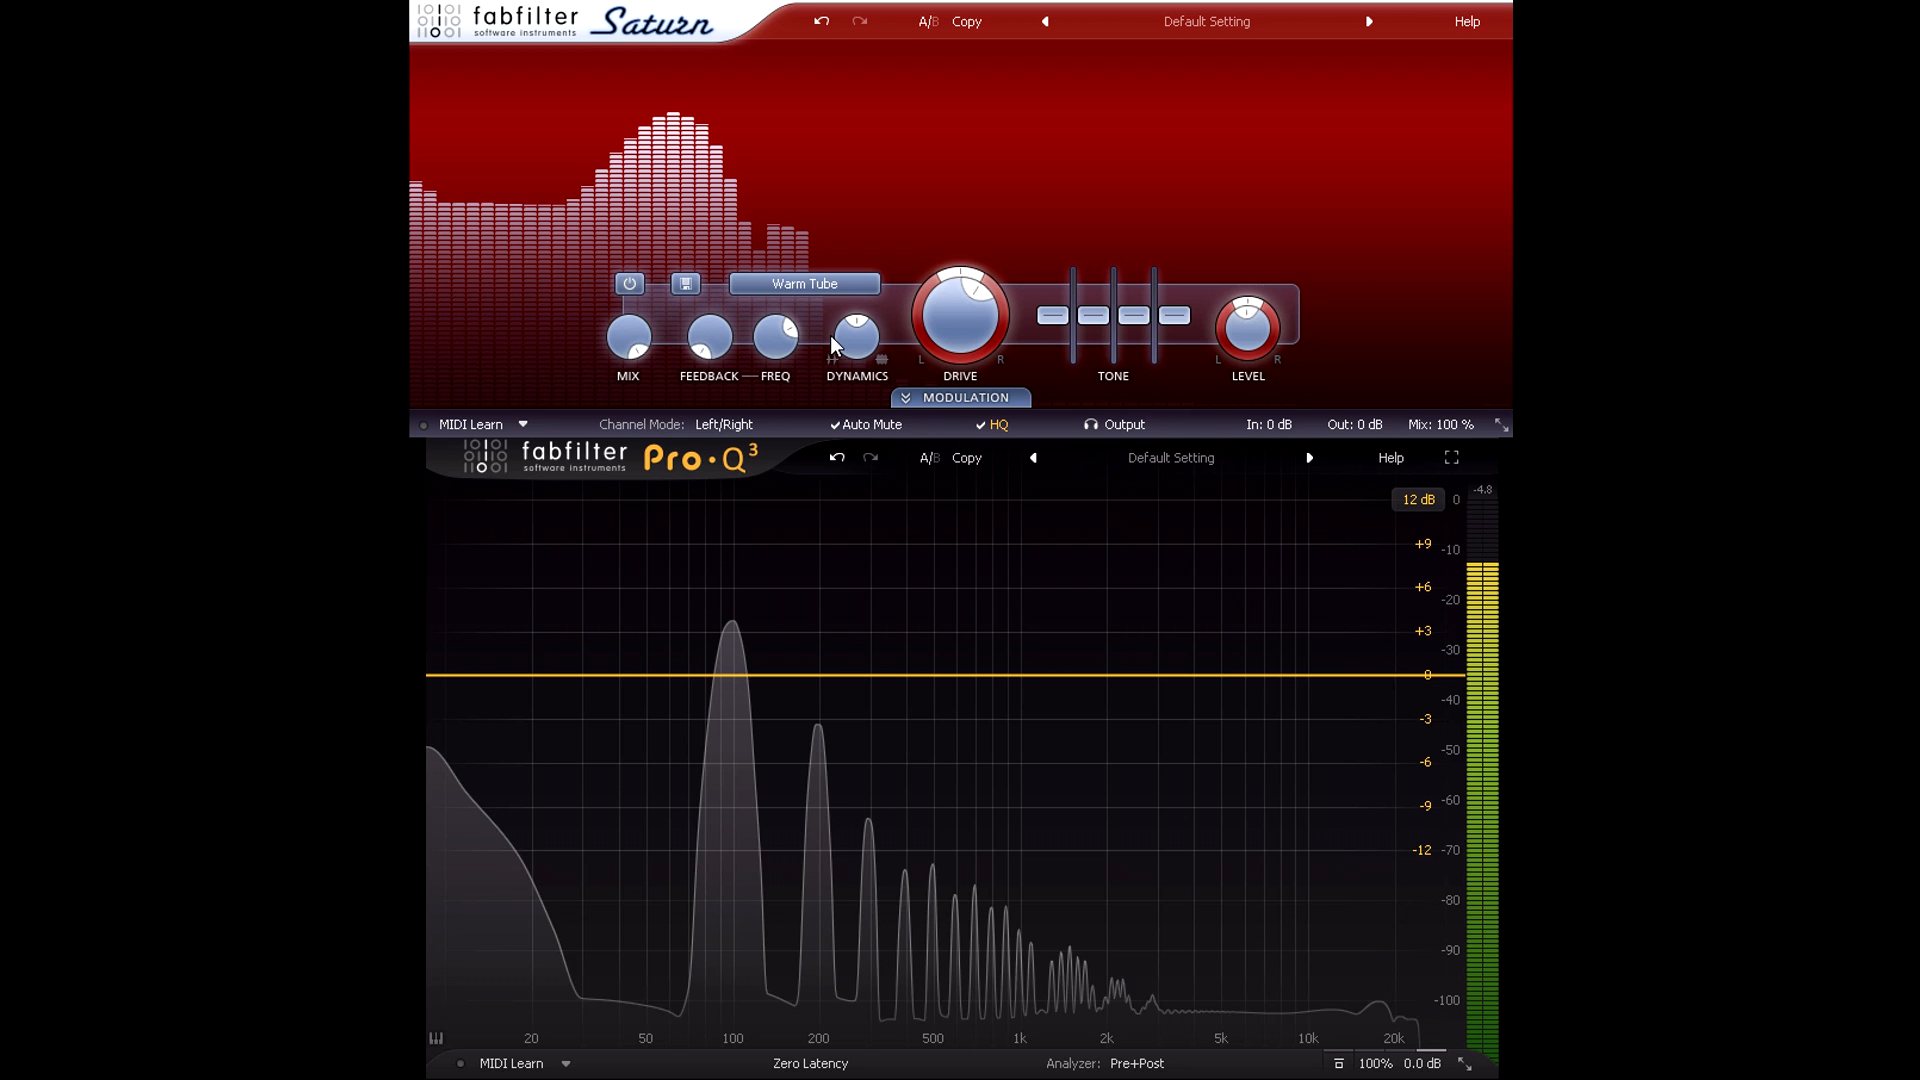 fabfilter
software instruments
Saturn
A/B Copy
Default Setting
Help
Warm Tube
L R
L R
MIX FEEDBACK FREQ DYNAMICS DRIVE TONE LEVEL
MODULATION
MIDI Learn Channel Mode: Left/Right Auto Mute HQ Output In: 0 dB Out: 0 dB Mix: 100 %
fabfilter
software instruments
Pro·Q3
A/B Copy
Default Setting
Help
12 dB 0 -4.8
+9 -10
+6 -20
+3 -30
0 -40
-3 -50
-6 -60
-9 -70
-12 -80
-90
-100
20 50 100 200 500 1k 2k 5k 10k 20k
MIDI Learn Zero Latency Analyzer: Pre+Post 100% 0.0 dB